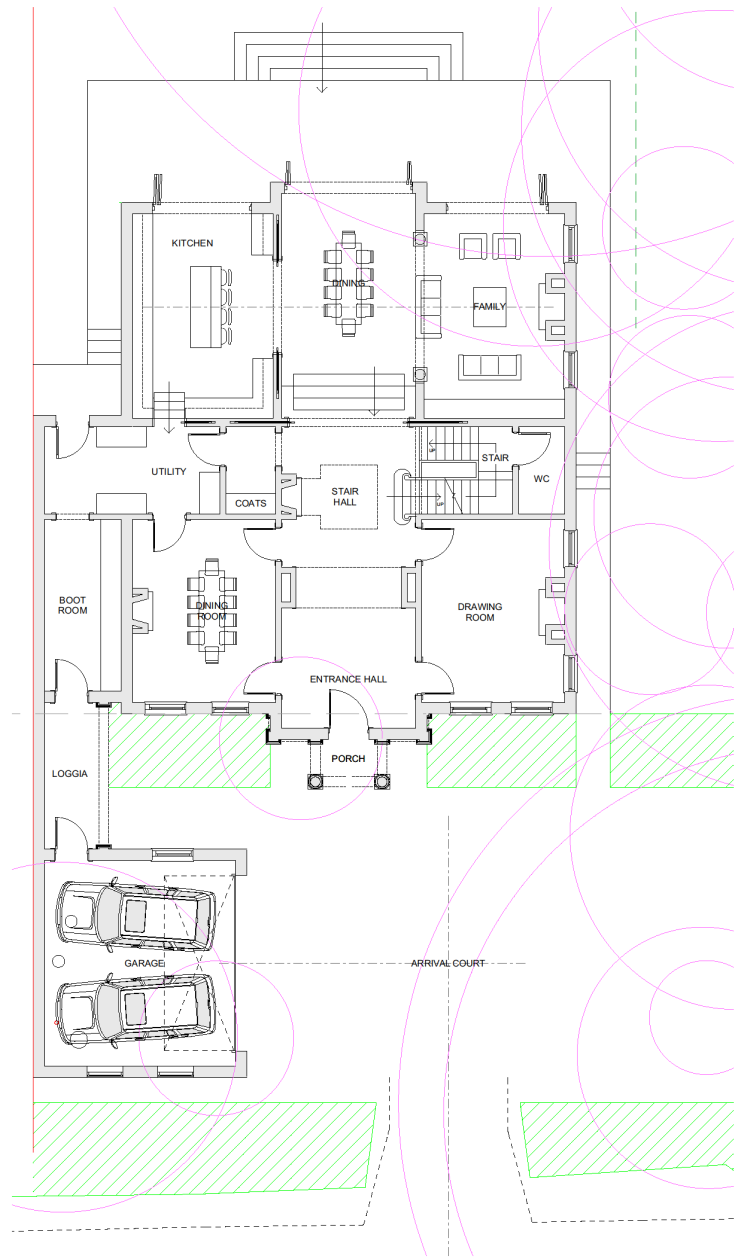 KITCHEN
DINING
FAMILY
UP
STAIR
UTILITY
WC
STAIR
HALL
COATS
UP
BOOT
ROOM
DINING
ROOM
DRAWING
ROOM
ENTRANCE HALL
PORCH
LOGGIA
GARAGE
ARRIVAL COURT